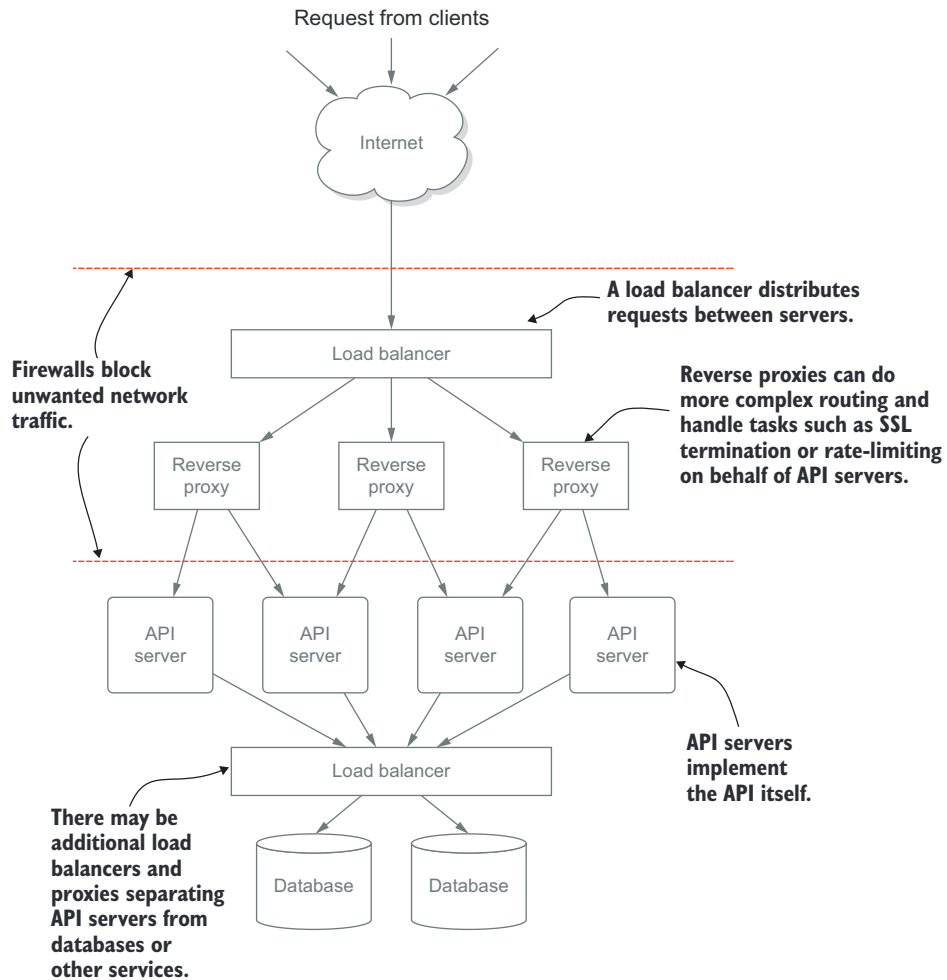 Request from clients
Internet
A load balancer distributes
requests between servers.
Load balancer
Firewalls block
unwanted network
traffic.
Reverse proxies can do
more complex routing and
handle tasks such as SSL
termination or rate-limiting
on behalf of API servers.
Reverse
proxy
Reverse
proxy
Reverse
proxy
API
server
API
server
API
server
API
server
API servers
implement
the API itself.
Load balancer
There may be
additional load
balancers and
proxies separating
API servers from
databases or
other services.
Database
Database